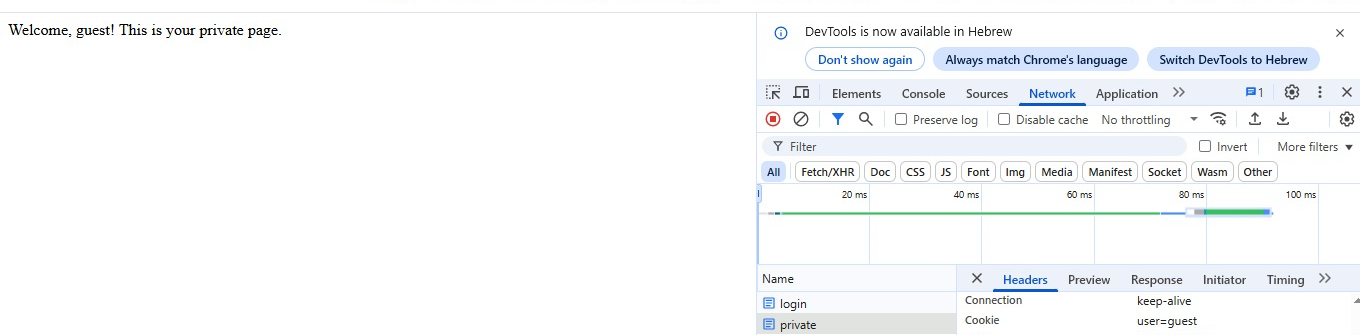 Welcome, guest! This is your private page.
DevTools is now available in Hebrew
Don't show again Always match Chrome's language Switch DevTools to Hebrew
Elements Console Sources Network Application 1
Preserve log Disable cache No throttling
Filter Invert More filters
All Fetch/XHR Doc CSS JS Font Img Media Manifest Socket Wasm Other
20 ms 40 ms 60 ms 80 ms 100 ms
Name Headers Preview Response Initiator Timing
login Connection keep-alive
private Cookie user=guest